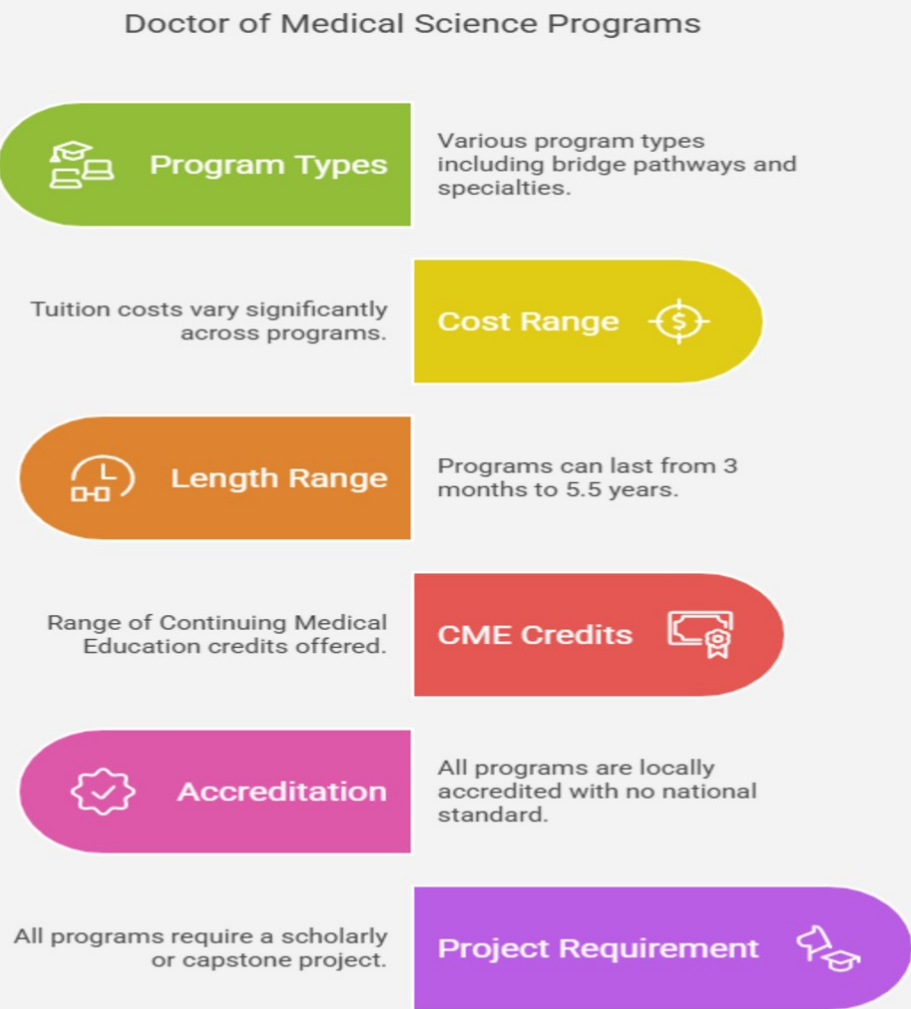 Doctor of Medical Science Programs
Program Types
Various program types
including bridge pathways and
specialties.
Tuition costs vary significantly
across programs.
Cost Range
$
Length Range
Programs can last from 3
months to 5.5 years.
Range of Continuing Medical
Education credits offered.
CME Credits
Accreditation
All programs are locally
accredited with no national
standard.
All programs require a scholarly
or capstone project.
Project Requirement